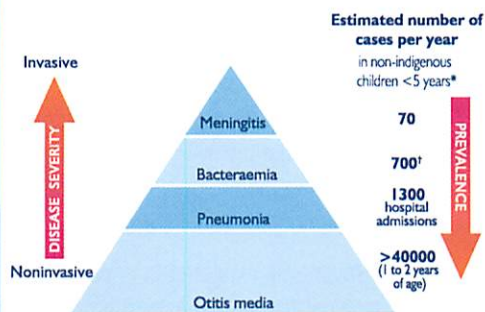 Estimated number of
cases per year
in non-indigenous
children <5 years*
Invasive
DISEASE SEVERITY
Noninvasive
Meningitis
70
Bacteraemia
700†
Pneumonia
1300
hospital
admissions
Otitis media
>40000
(1 to 2 years
of age)
PREVALENCE